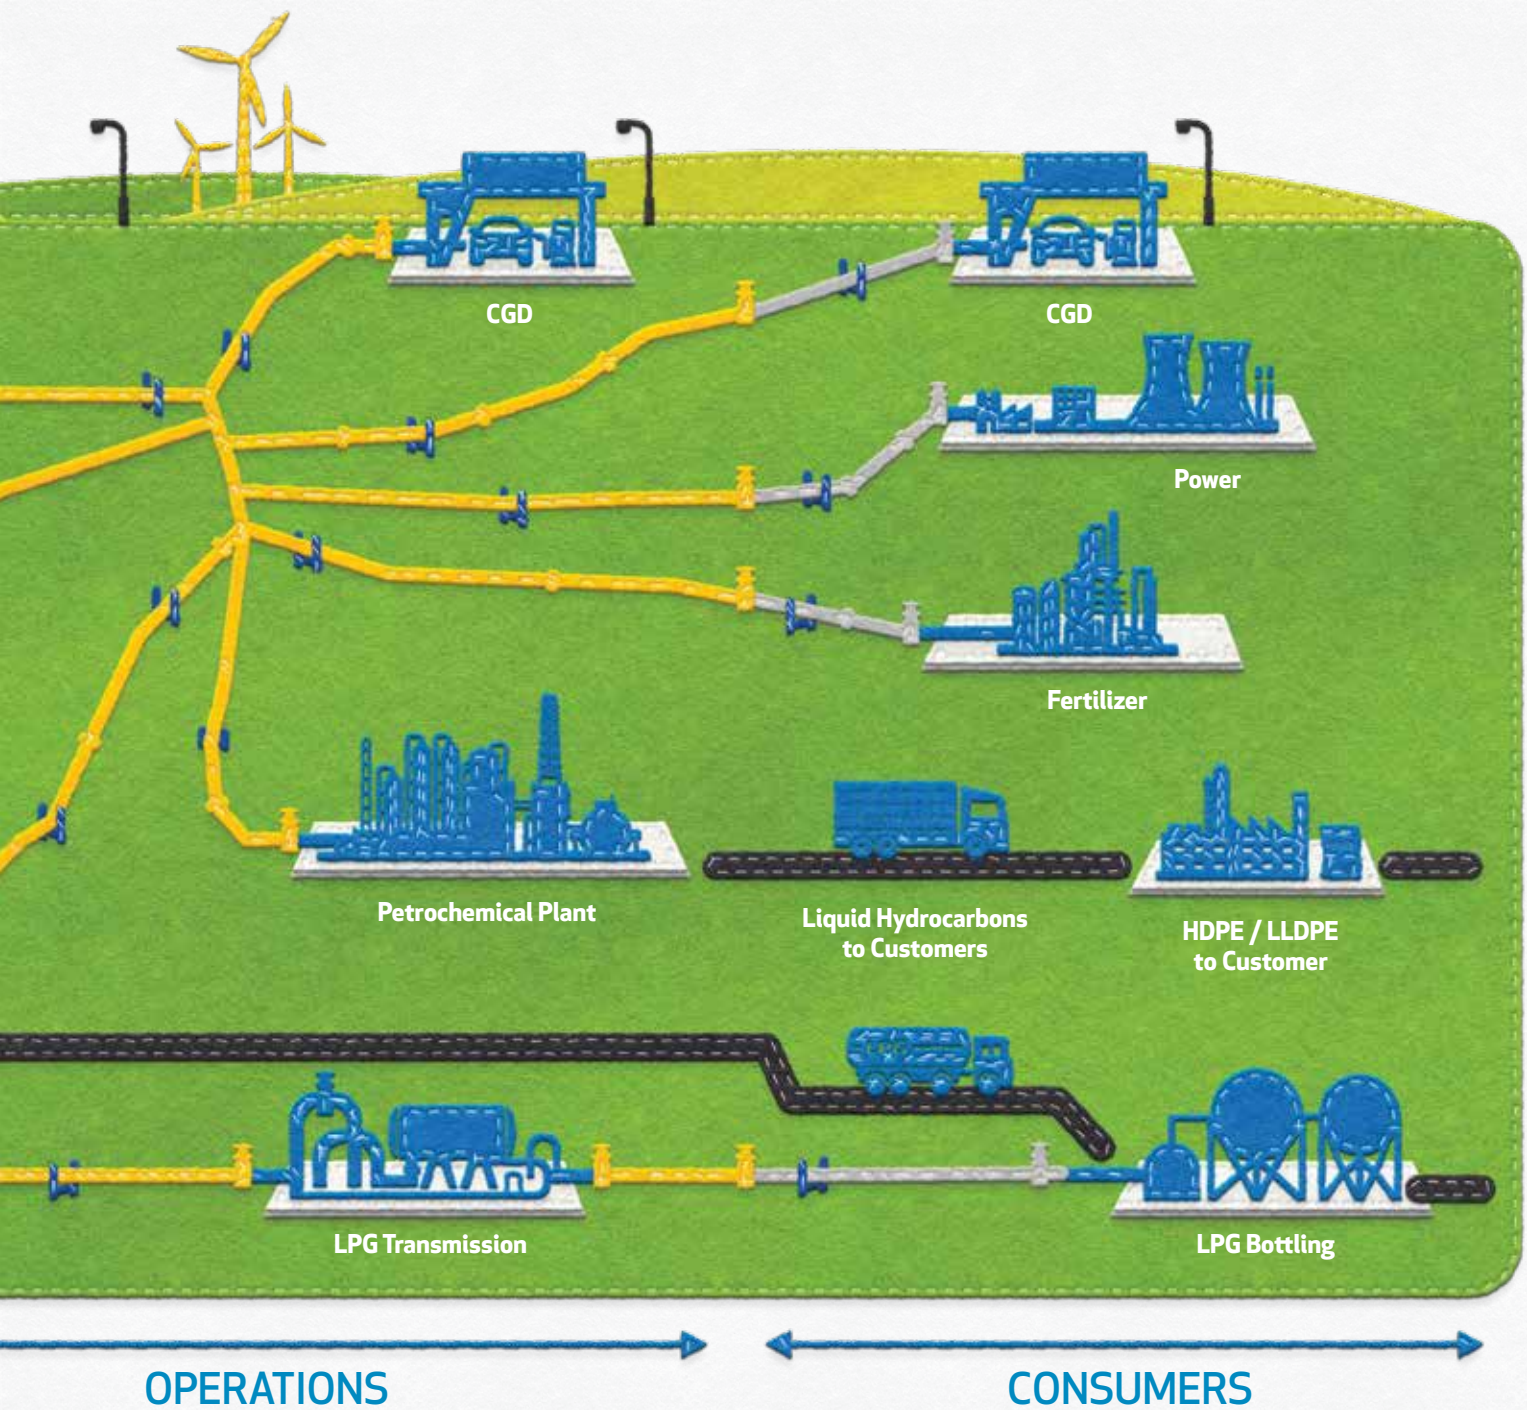 CGD
CGD
Power
Fertilizer
Petrochemical Plant
Liquid Hydrocarbons
to Customers
HDPE / LLDPE
to Customer
LPG
LPG Transmission
LPG Bottling
OPERATIONS
CONSUMERS